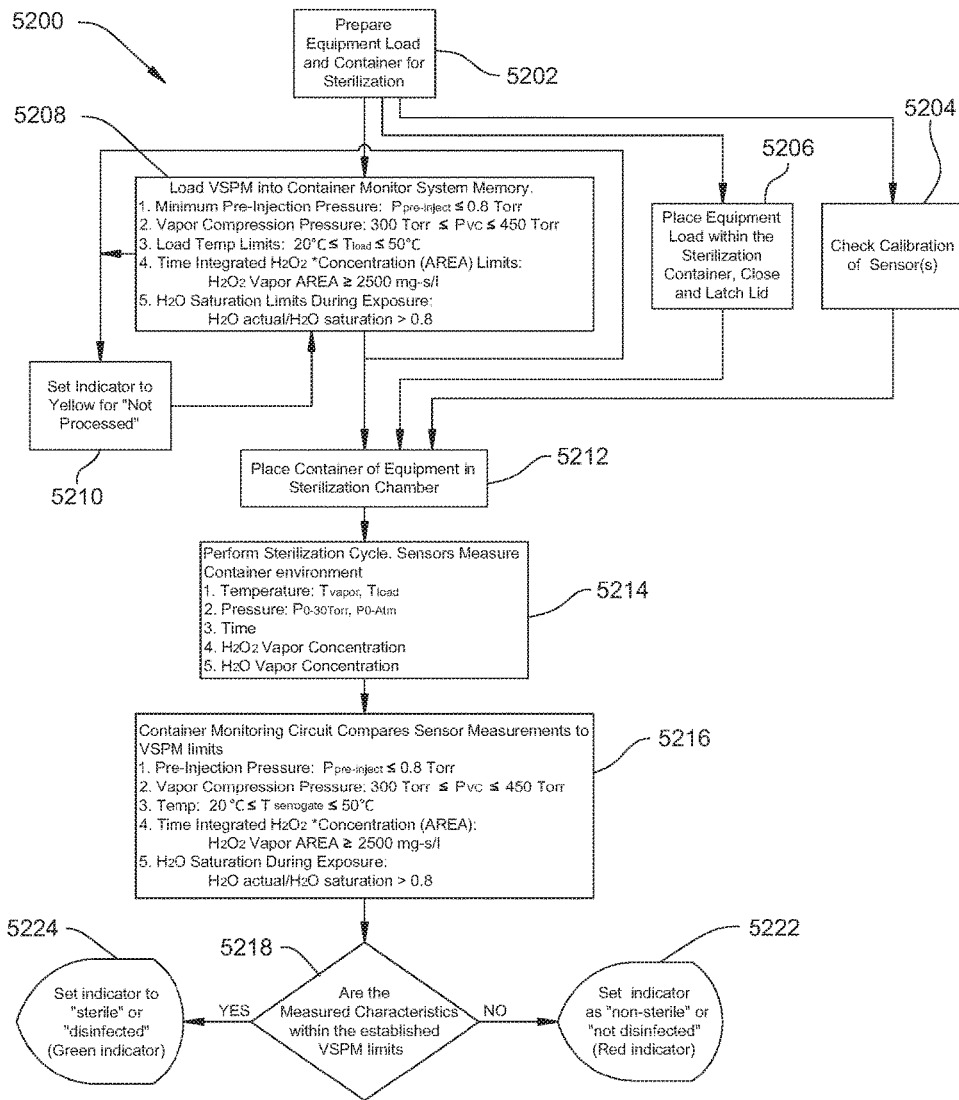 5200
Prepare
Equipment Load
and Container for
Sterilization
5202
5208
5204
5206
Load VSPM into Container Monitor System Memory.
1. Minimum Pre-Injection Pressure: Ppre-inject ≤ 0.8 Torr
2. Vapor Compression Pressure: 300 Torr ≤ PVC ≤ 450 Torr
3. Load Temp Limits: 20°C ≤ Tload ≤ 50°C
4. Time Integrated H2O2 *Concentration (AREA) Limits:
H2O2 Vapor AREA ≥ 2500 mg-s/l
5. H2O Saturation Limits During Exposure:
H2O actual/H2O saturation > 0.8
Place Equipment
Load within the
Sterilization
Container, Close
and Latch Lid
Check Calibration
of Sensor(s)
Set Indicator to
Yellow for "Not
Processed"
5210
Place Container of Equipment in
Sterilization Chamber
5212
Perform Sterilization Cycle. Sensors Measure
Container environment
1. Temperature: Tvapor, Tload
2. Pressure: P0-30Torr, P0-Atm
3. Time
4. H2O2 Vapor Concentration
5. H2O Vapor Concentration
5214
Container Monitoring Circuit Compares Sensor Measurements to
VSPM limits
1. Pre-Injection Pressure: Ppre-inject ≤ 0.8 Torr
2. Vapor Compression Pressure: 300 Torr ≤ PVC ≤ 450 Torr
3. Temp: 20°C ≤ T serrogate ≤ 50°C
4. Time Integrated H2O2 *Concentration (AREA):
H2O2 Vapor AREA ≥ 2500 mg-s/l
5. H2O Saturation During Exposure:
H2O actual/H2O saturation > 0.8
5216
5224
5218
5222
Set indicator to
"sterile" or
"disinfected"
(Green indicator)
YES
Are the
Measured Characteristics
within the established
VSPM limits
NO
Set indicator
as "non-sterile" or
"not disinfected"
(Red indicator)